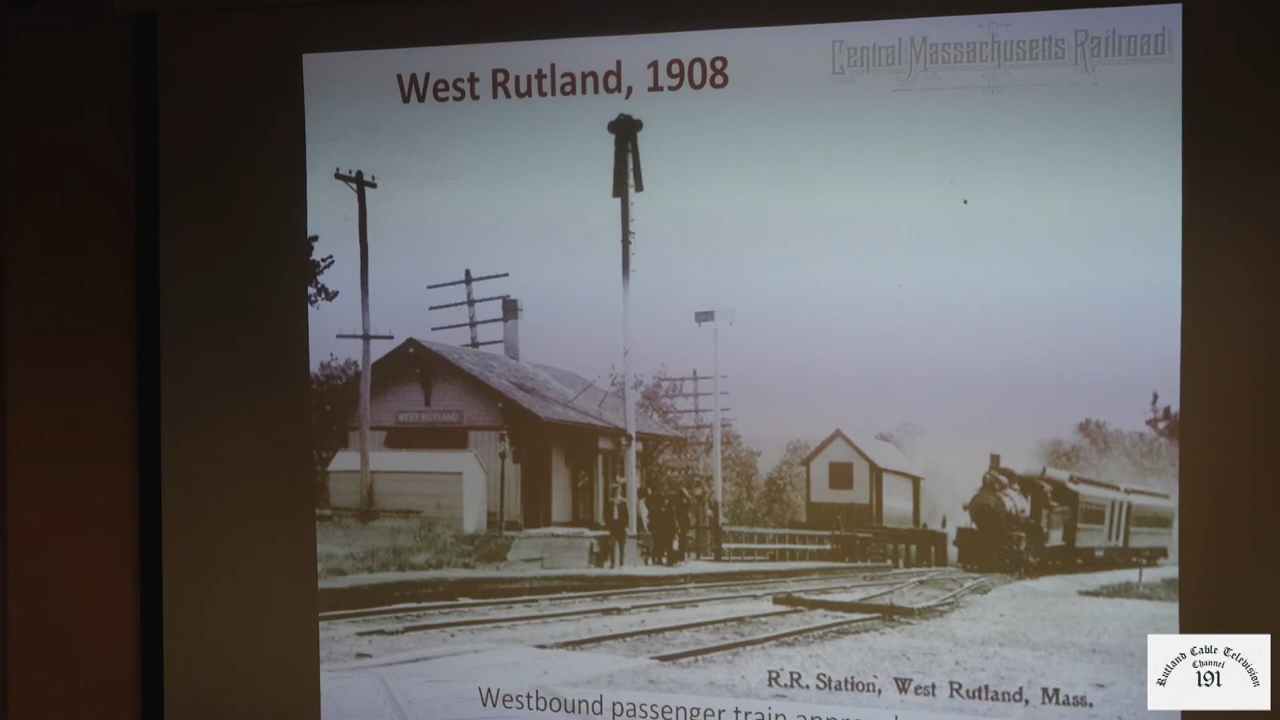 West Rutland, 1908
Central Massachusetts Railroad
WEST RUTLAND
R.R. Station, West Rutland, Mass.
Westbound passenger train
Rutland Cable Television
Channel
191